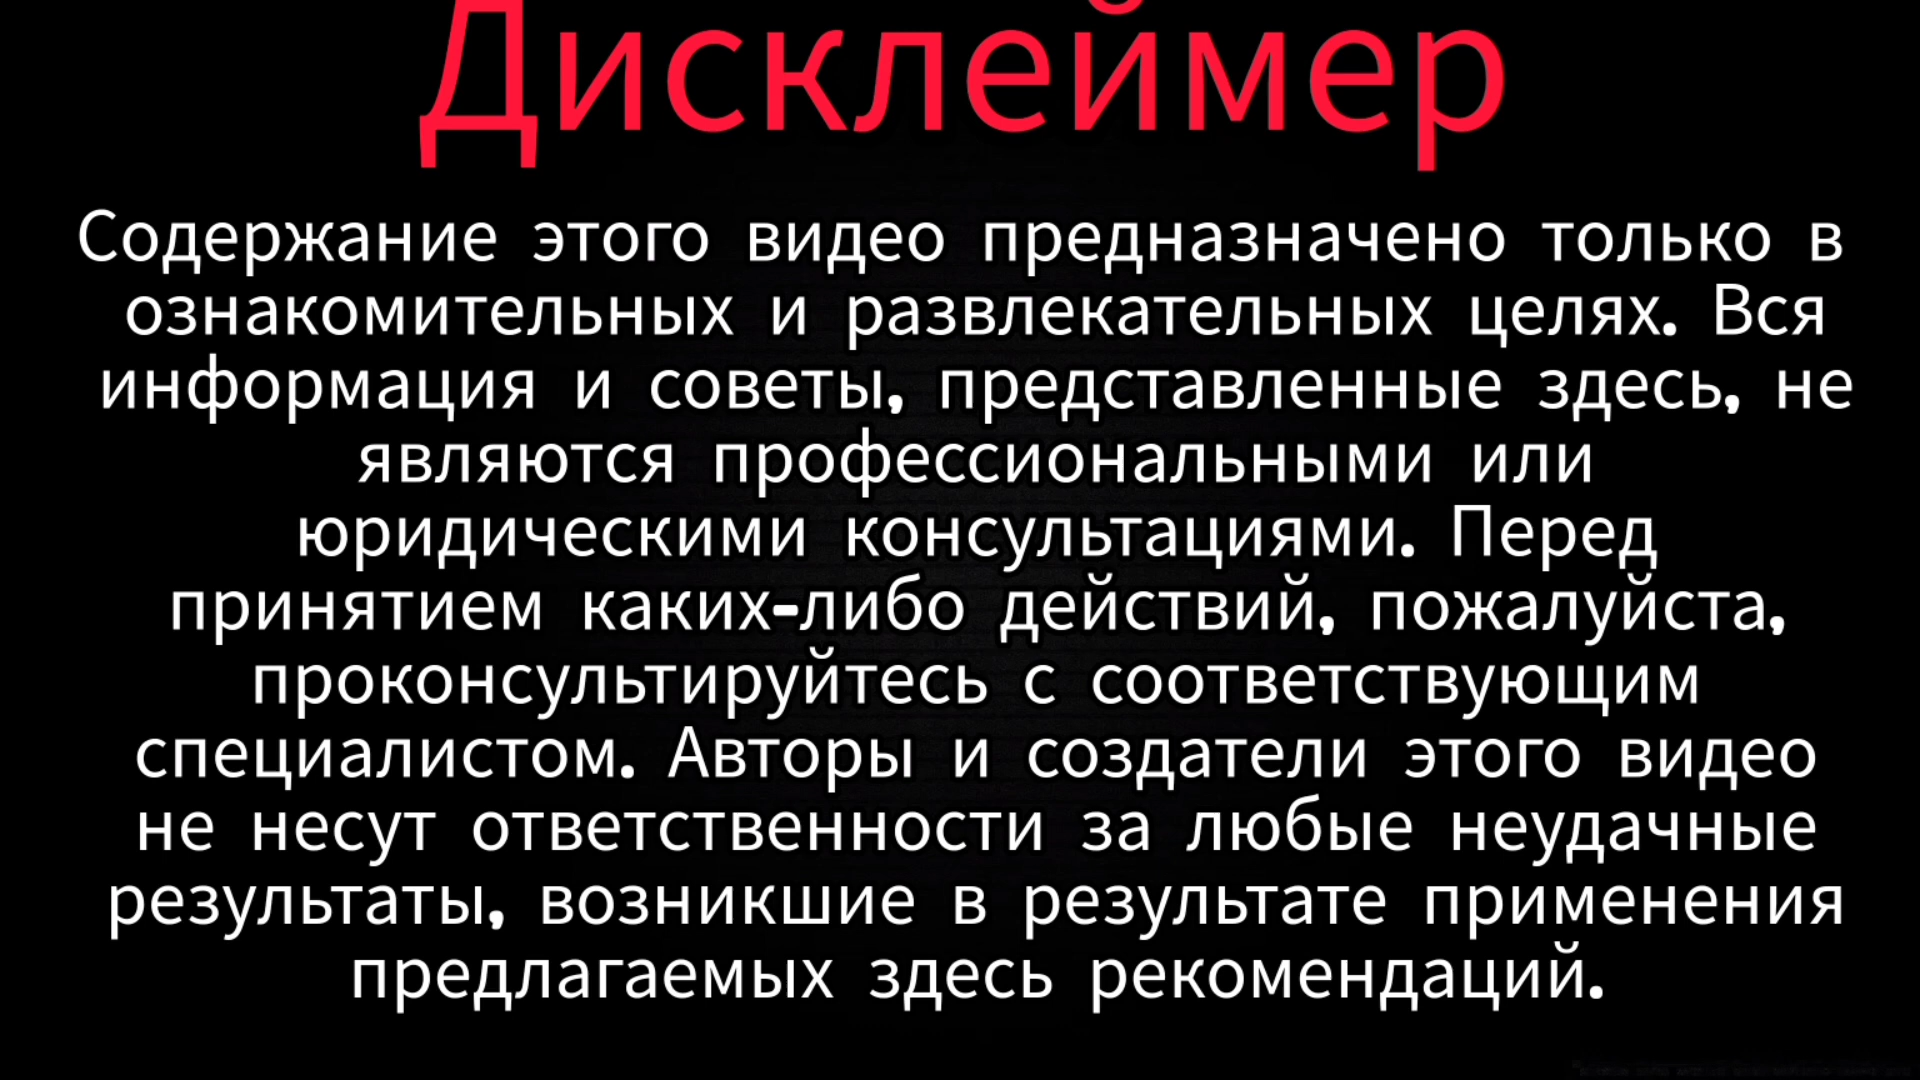 Дисклеймер
Содержание этого видео предназначено только в
ознакомительных и развлекательных целях. Вся
информация и советы, представленные здесь, не
являются профессиональными или
юридическими консультациями. Перед
принятием каких-либо действий, пожалуйста,
проконсультируйтесь с соответствующим
специалистом. Авторы и создатели этого видео
не несут ответственности за любые неудачные
результаты, возникшие в результате применения
предлагаемых здесь рекомендаций.